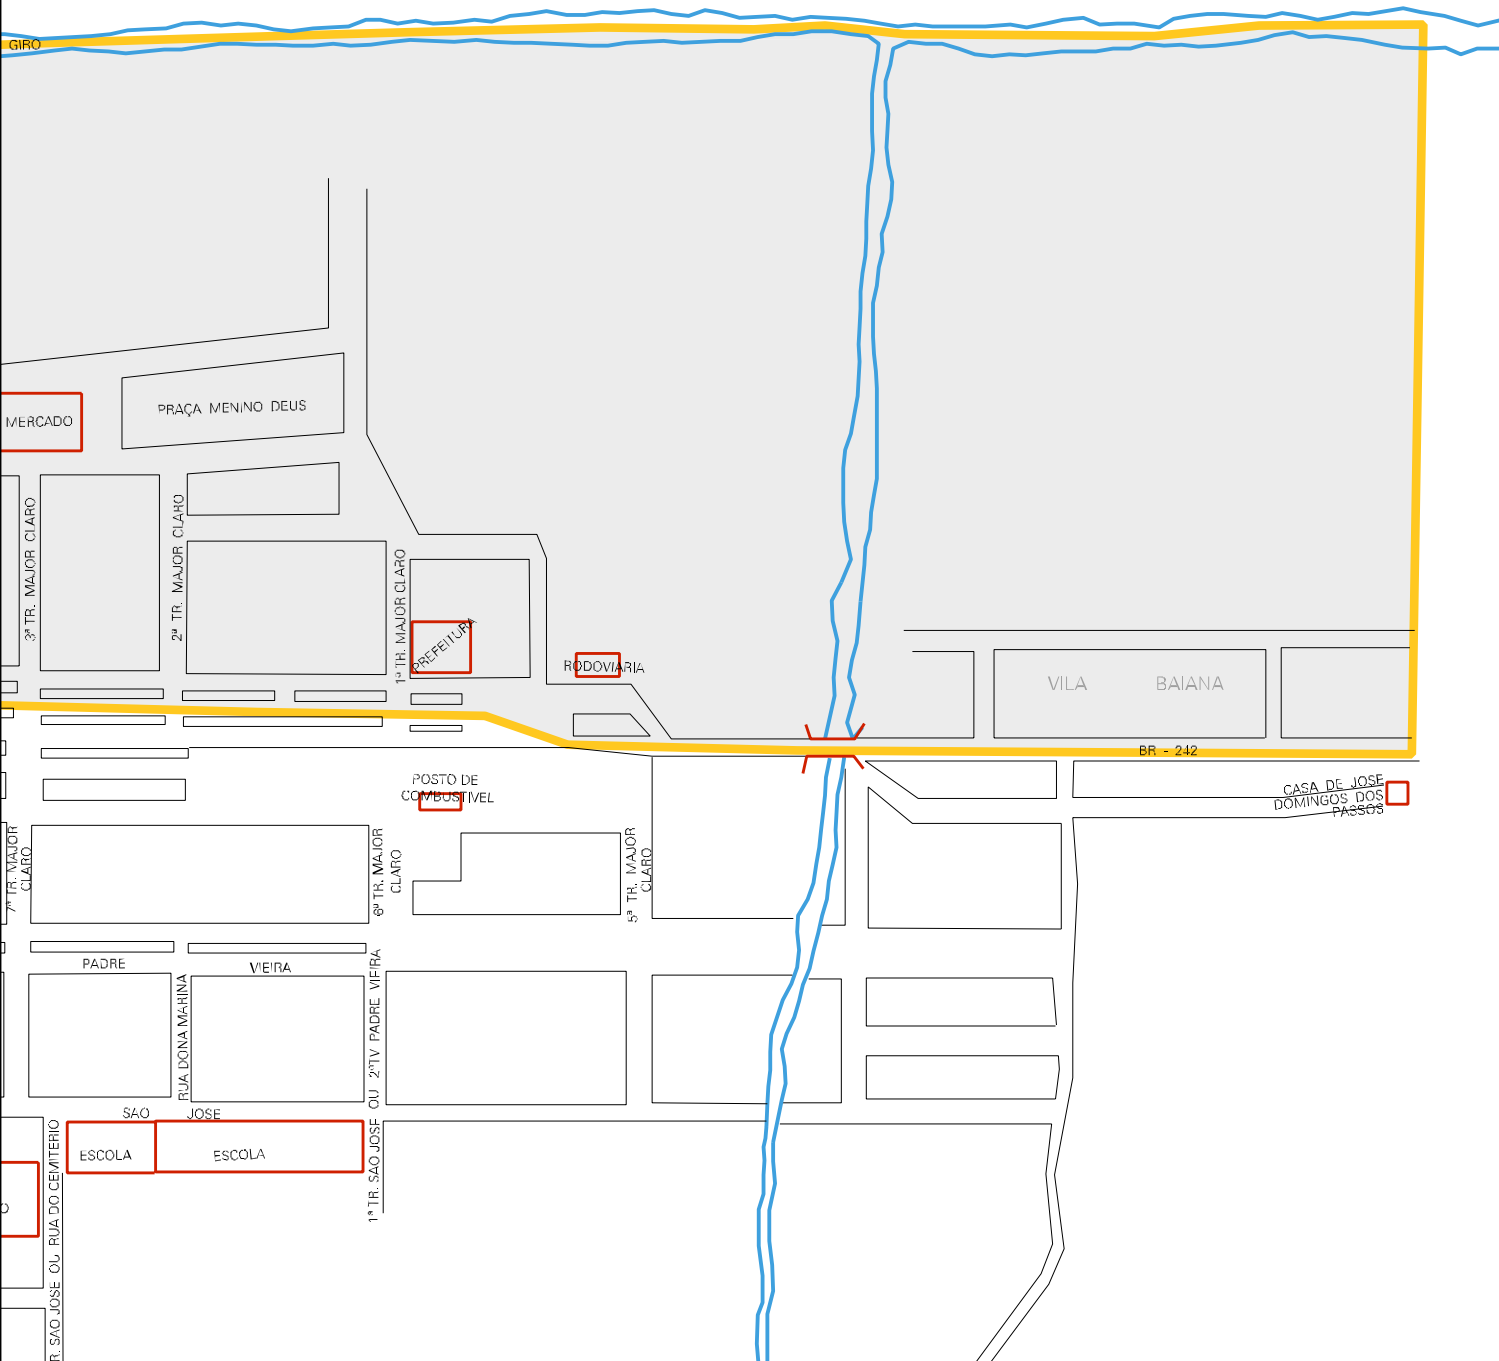 GIRO
MERCADO
PRAÇA MENINO DEUS
3ª TR. MAJOR CLARO
2ª TR. MAJOR CLARO
1ª TR. MAJOR CLARO
PREFEITURA
RODOVIARIA
VILA BAIANA
BR - 242
POSTO DE
COMBUSTIVEL
CASA DE JOSE
DOMINGOS DOS
PASSOS
7ª TR. MAJOR
CLARO
6ª TR. MAJOR
CLARO
5ª TR. MAJOR
CLARO
PADRE VIEIRA
RUA DONA MARINA
1ª TR. SAO JOSE OU 2ª TV PADRE VIEIRA
SAO JOSE
ESCOLA
ESCOLA
R. SAO JOSE OU RUA DO CEMITERIO